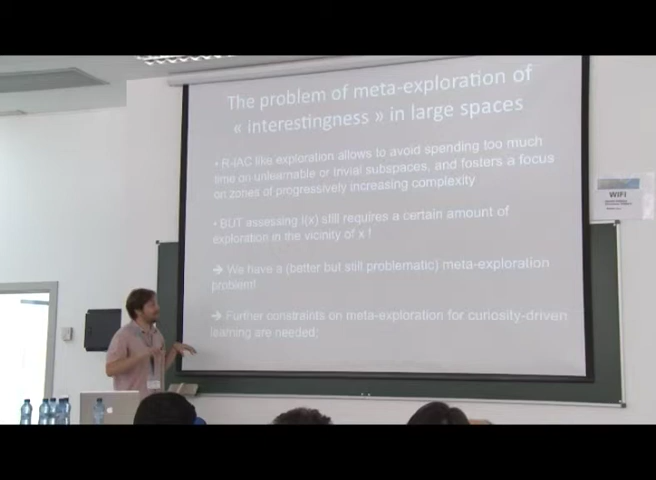 The problem of meta-exploration of
« interestingness » in large spaces
• R-IAC like exploration allows to avoid spending too much
time on unlearnable or trivial subspaces, and fosters a focus
on zones of progressively increasing complexity
• BUT assessing i(x) still requires a certain amount of
exploration in the vicinity of x !
➔ We have a (better but still problematic) meta-exploration
problem!
➔ Further constraints on meta-exploration for curiosity-driven
learning are needed;
WIFI